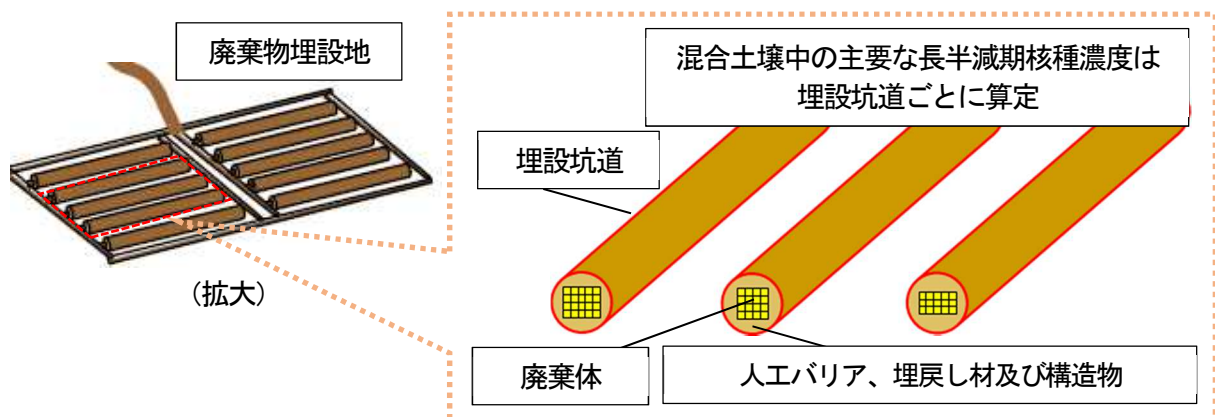 廃棄物埋設地
混合土壌中の主要な長半減期核種濃度は
埋設坑道ごとに算定
埋設坑道
(拡大)
廃棄体
人工バリア、埋戻し材及び構造物